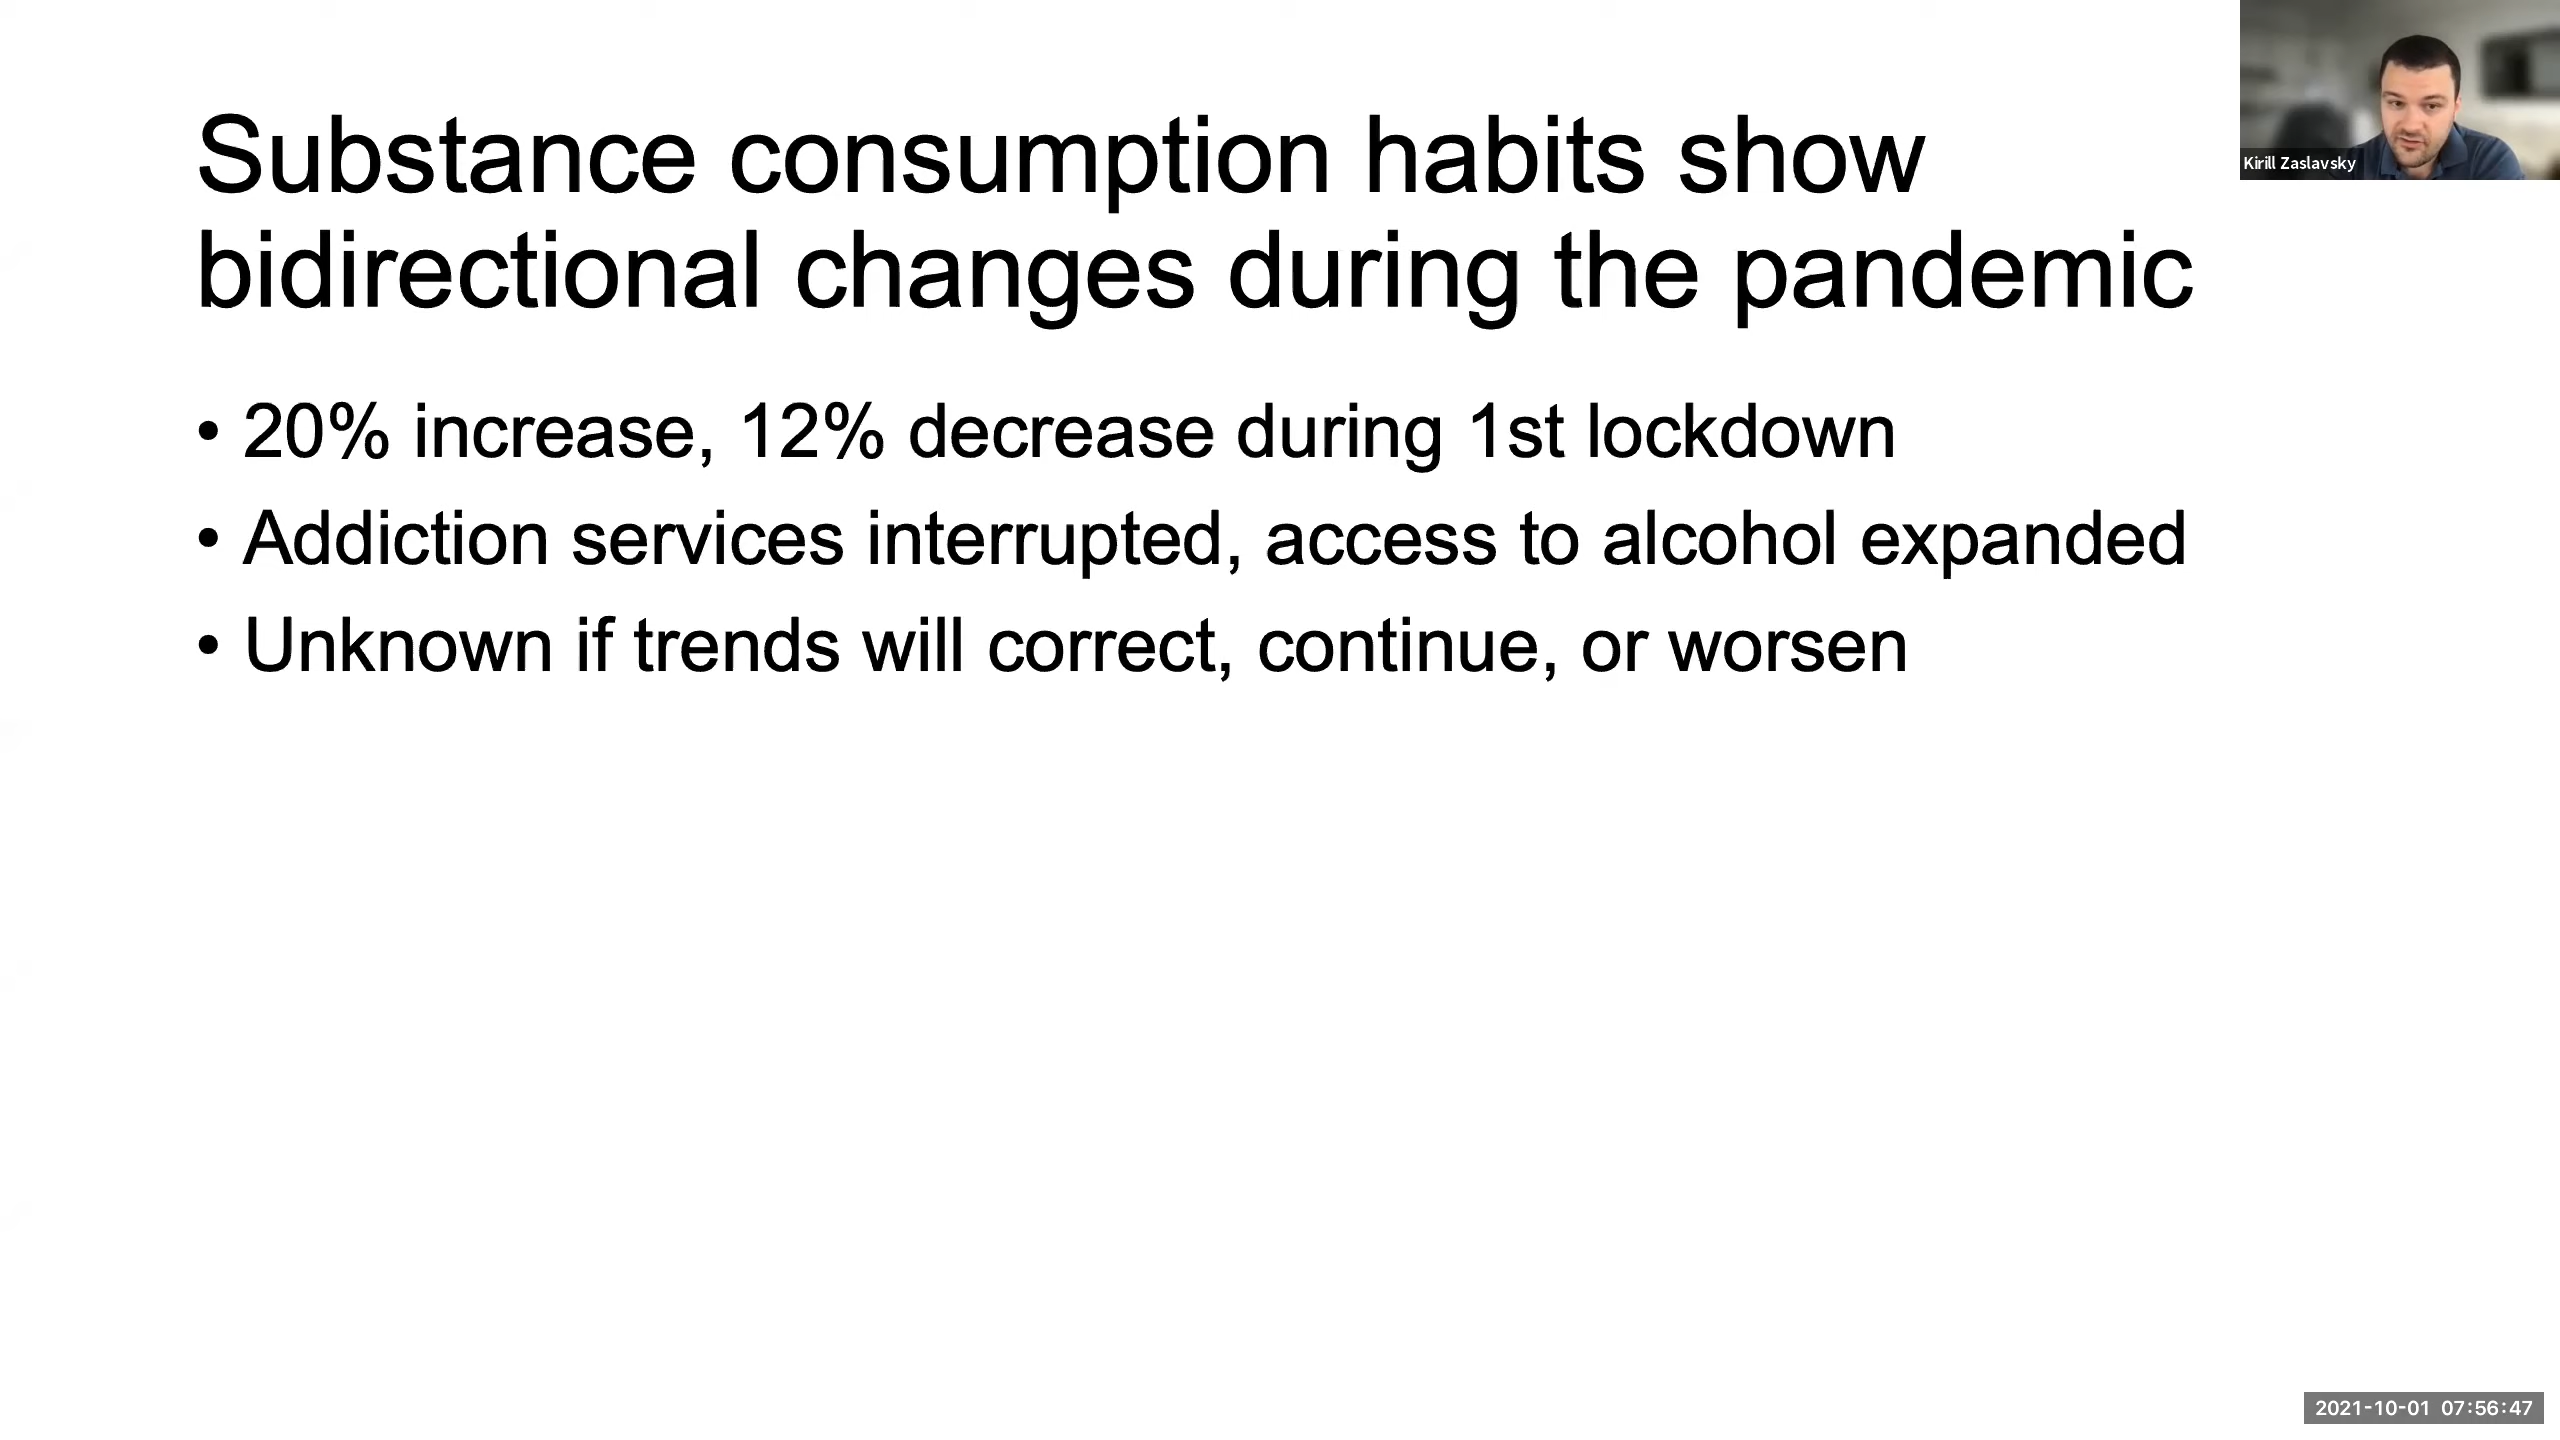 Substance consumption habits show
bidirectional changes during the pandemic
• 20% increase, 12% decrease during 1st lockdown
• Addiction services interrupted, access to alcohol expanded
• Unknown if trends will correct, continue, or worsen
Kirill Zaslavsky
2021-10-01 07:56:47